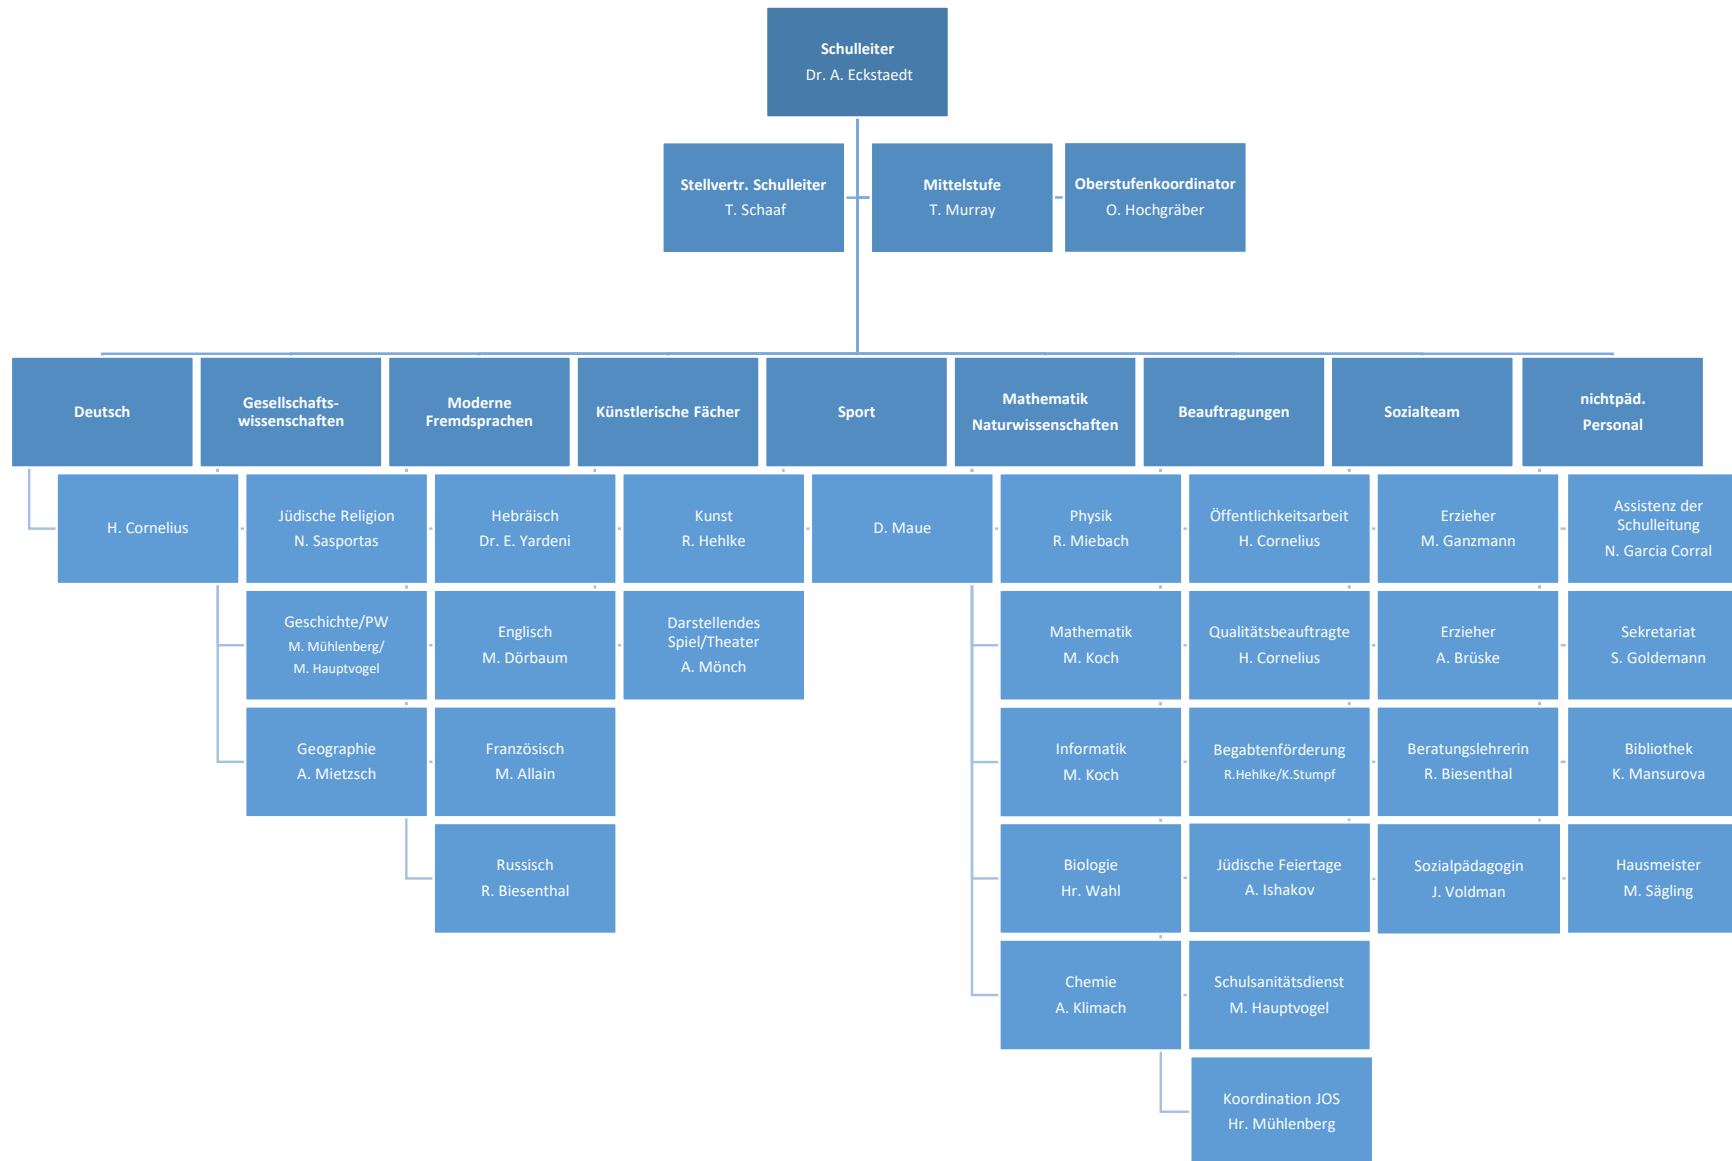 Schulleiter
Dr. A. Eckstaedt
Stellvertr. Schulleiter
T. Schaaf
Mittelstufe
T. Murray
Oberstufenkoordinator
O. Hochgräber
Deutsch
Gesellschafts-
wissenschaften
Moderne
Fremdsprachen
Künstlerische Fächer
Sport
Mathematik
Naturwissenschaften
Beauftragungen
Sozialteam
nichtpäd.
Personal
H. Cornelius
Jüdische Religion
N. Sasportas
Hebräisch
Dr. E. Yardeni
Kunst
R. Hehlke
D. Maue
Physik
R. Miebach
Öffentlichkeitsarbeit
H. Cornelius
Erzieher
M. Ganzmann
Assistenz der
Schulleitung
N. Garcia Corral
Geschichte/PW
M. Mühlenberg/
M. Hauptvogel
Englisch
M. Dörbaum
Darstellendes
Spiel/Theater
A. Mönch
Mathematik
M. Koch
Qualitätsbeauftragte
H. Cornelius
Erzieher
A. Brüske
Sekretariat
S. Goldemann
Geographie
A. Mietzsch
Französisch
M. Allain
Informatik
M. Koch
Begabtenförderung
R.Hehlke/K.Stumpf
Beratungslehrerin
R. Biesenthal
Bibliothek
K. Mansurova
Russisch
R. Biesenthal
Biologie
Hr. Wahl
Jüdische Feiertage
A. Ishakov
Sozialpädagogin
J. Voldman
Hausmeister
M. Sägling
Chemie
A. Klimach
Schulsanitätsdienst
M. Hauptvogel
Koordination JOS
Hr. Mühlenberg